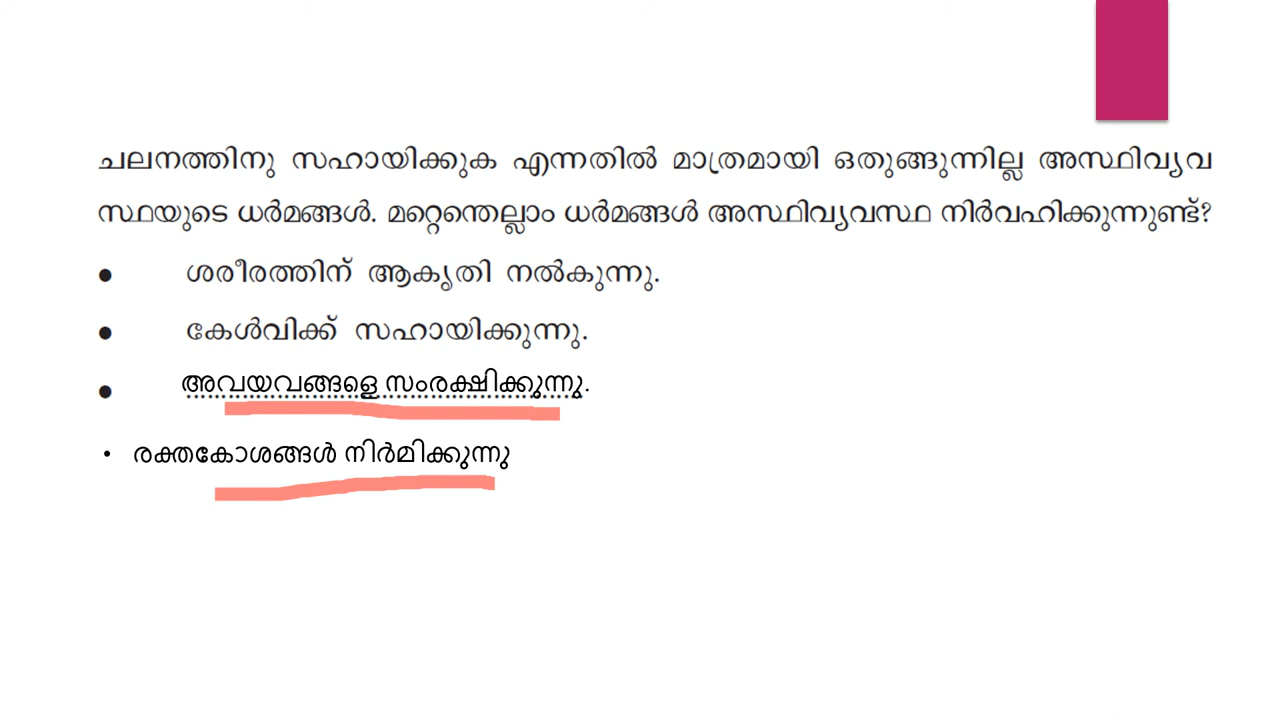 ചലനത്തിനു സഹായിക്കുക എന്നതിൽ മാത്രമായി ഒതുങ്ങുന്നില്ല അസ്ഥിവ്യവ
സ്ഥയുടെ ധർമങ്ങൾ. മറ്റെന്തെല്ലാം ധർമങ്ങൾ അസ്ഥിവ്യവസ്ഥ നിർവഹിക്കുന്നുണ്ട്?
● ശരീരത്തിന് ആകൃതി നൽകുന്നു.
● കേൾവിക്ക് സഹായിക്കുന്നു.
● അവയവങ്ങളെ സംരക്ഷിക്കുന്നു.
• രക്തകോശങ്ങൾ നിർമിക്കുന്നു